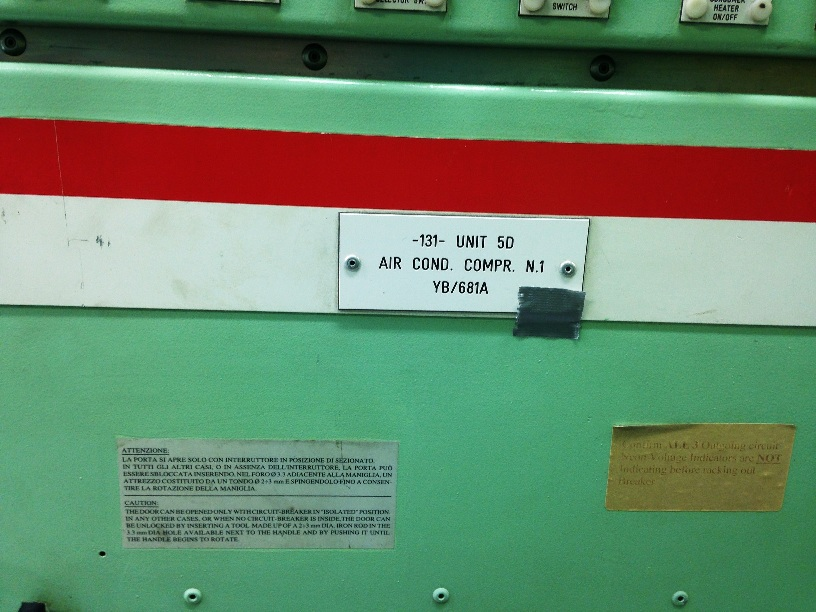 SELECTOR SW.
SWITCH
CONSUMER
HEATER
ON/OFF
-131- UNIT 5D
AIR COND. COMPR. N.1
YB/681A
ATTENZIONE:
LA PORTA SI APRE SOLO CON INTERRUTTORE IN POSIZIONE DI SEZIONATO.
IN TUTTI GLI ALTRI CASI, O IN ASSENZA DELL'INTERRUTTORE, LA PORTA PUÒ
ESSERE SBLOCCATA INSERENDO, NEL FORO Ø 3.3 ADIACENTE ALLA MANIGLIA, UN
ATTREZZO COSTITUITO DA UN TONDO Ø 2÷3 mm E SPINGENDOLO FINO A CONSEN-
TIRE LA ROTAZIONE DELLA MANIGLIA.
CAUTION:
THE DOOR CAN BE OPENED ONLY WITH CIRCUIT-BREAKER IN "ISOLATED" POSITION
IN ANY OTHER CASES, OR WHEN NO CIRCUIT-BREAKER IS INSIDE, THE DOOR CAN
BE UNLOCKED BY INSERTING A TOOL MADE UP OF A 2÷3 mm DIA. IRON ROD IN THE
3.3 mm DIA HOLE AVAILABLE NEXT TO THE HANDLE AND BY PUSHING IT UNTIL
THE HANDLE BEGINS TO ROTATE.
Confirm ALL 3 Outgoing circuit
Neon Voltage Indicators are NOT
indicating before racking out
Breaker